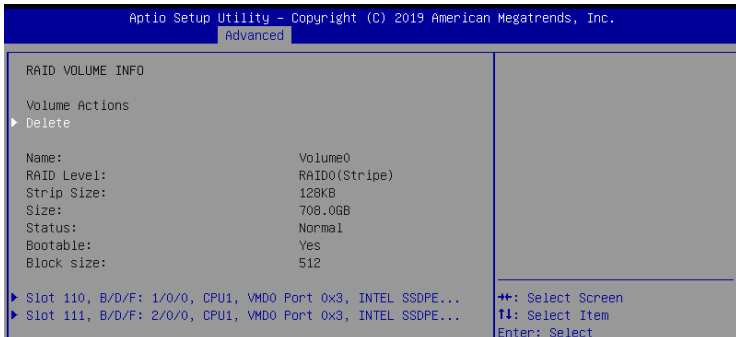 Aptio Setup Utility – Copyright (C) 2019 American Megatrends, Inc.
Advanced
RAID VOLUME INFO
Volume Actions
▶ Delete
Name: Volume0
RAID Level: RAID0(Stripe)
Strip Size: 128KB
Size: 708.0GB
Status: Normal
Bootable: Yes
Block size: 512
▶ Slot 110, B/D/F: 1/0/0, CPU1, VMD0 Port 0x3, INTEL SSDPE...
▶ Slot 111, B/D/F: 2/0/0, CPU1, VMD0 Port 0x3, INTEL SSDPE...
→←: Select Screen
↑↓: Select Item
Enter: Select